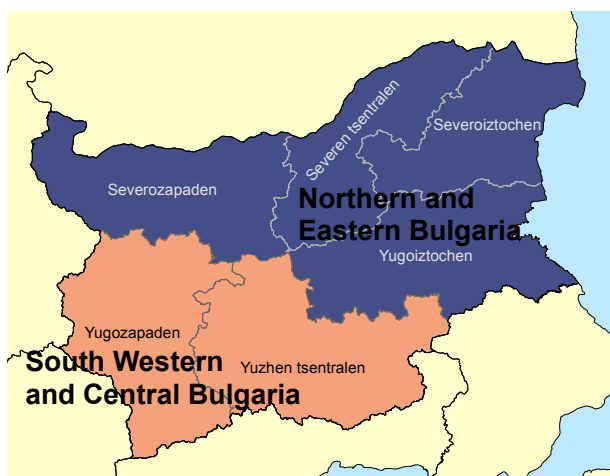 Severen tsentralen
Severoiztochen
Severozapaden
Northern and
Eastern Bulgaria
Yugoiztochen
Yugozapaden
South Western
and Central Bulgaria
Yuzhen tsentralen